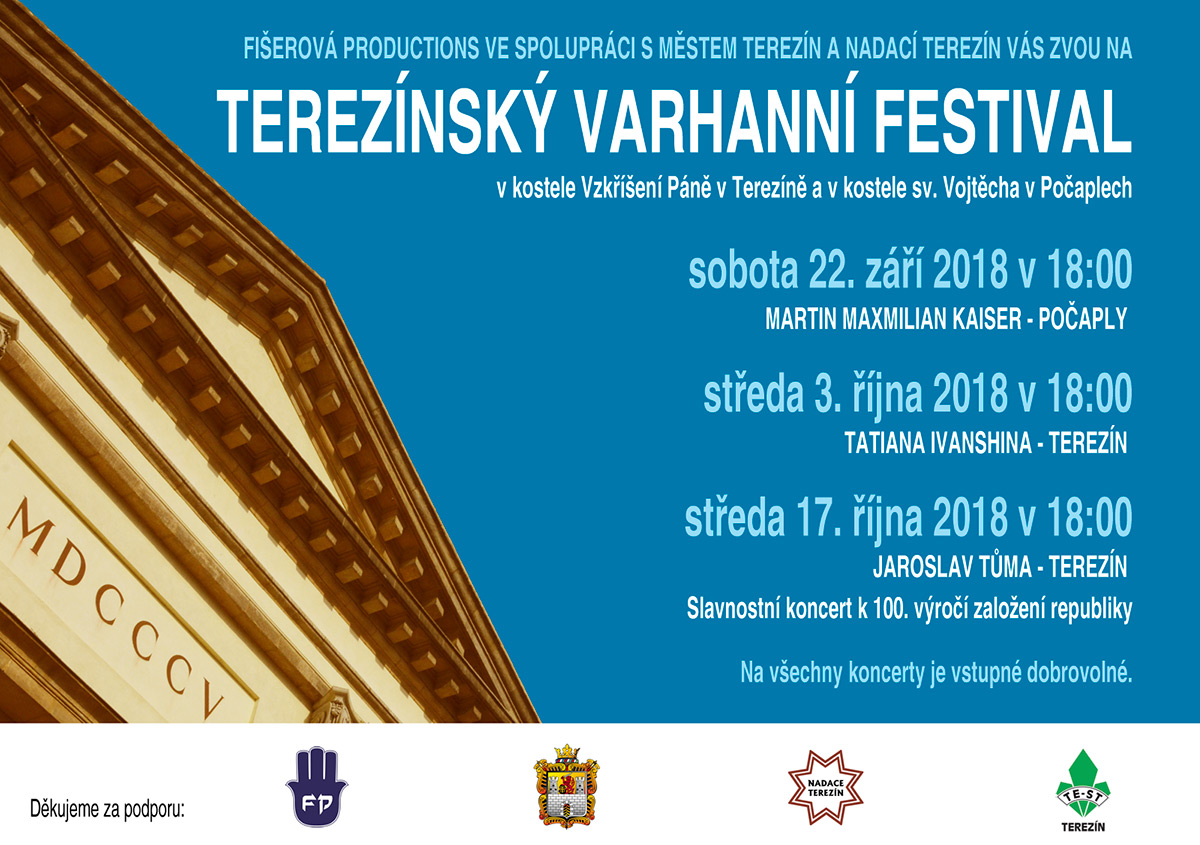 FIŠEROVÁ PRODUCTIONS VE SPOLUPRÁCI S MĚSTEM TEREZÍN A NADACÍ TEREZÍN VÁS ZVOU NA
TEREZÍNSKÝ VARHANNÍ FESTIVAL
v kostele Vzkříšení Páně v Terezíně a v kostele sv. Vojtěcha v Počaplech
sobota 22. září 2018 v 18:00
MARTIN MAXMILIAN KAISER - POČAPLY
středa 3. října 2018 v 18:00
TATIANA IVANSHINA - TEREZÍN
středa 17. října 2018 v 18:00
JAROSLAV TŮMA - TEREZÍN
Slavnostní koncert k 100. výročí založení republiky
Na všechny koncerty je vstupné dobrovolné.
MDCCCV
Děkujeme za podporu:
FP
NADACE
TEREZÍN
TE-ST
TEREZÍN